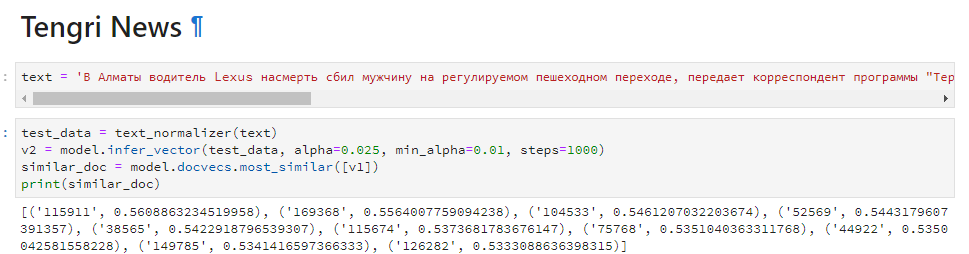 Tengri News ¶
: text = 'В Алматы водитель Lexus насмерть сбил мужчину на регулируемом пешеходном переходе, передает корреспондент программы "Тер
: test_data = text_normalizer(text)
v2 = model.infer_vector(test_data, alpha=0.025, min_alpha=0.01, steps=1000)
similar_doc = model.docvecs.most_similar([v1])
print(similar_doc)
[('115911', 0.5608863234519958), ('169368', 0.5564007759094238), ('104533', 0.5461207032203674), ('52569', 0.5443179607
391357), ('38565', 0.5422918796539307), ('115674', 0.5373681783676147), ('75768', 0.5351040363311768), ('44922', 0.5350
042581558228), ('149785', 0.5341416597366333), ('126282', 0.5333088636398315)]